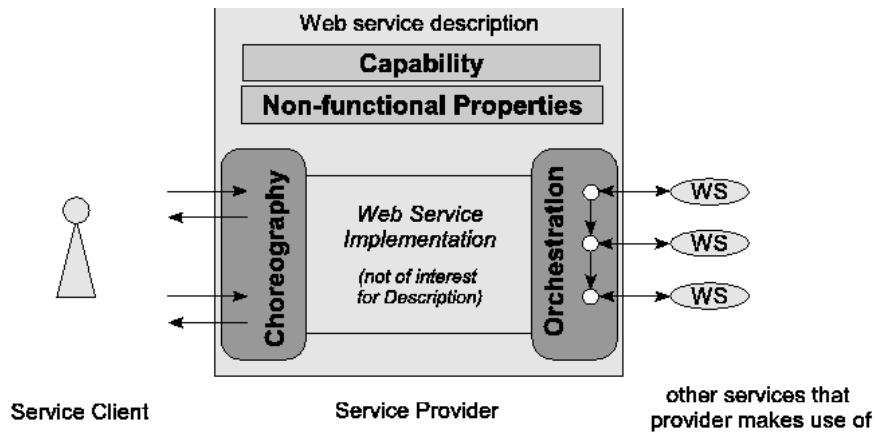 Web service description
Capability
Non-functional Properties
Choreography
Web Service
Implementation
(not of interest
for Description)
Orchestration
WS
WS
WS
Service Client
Service Provider
other services that
provider makes use of